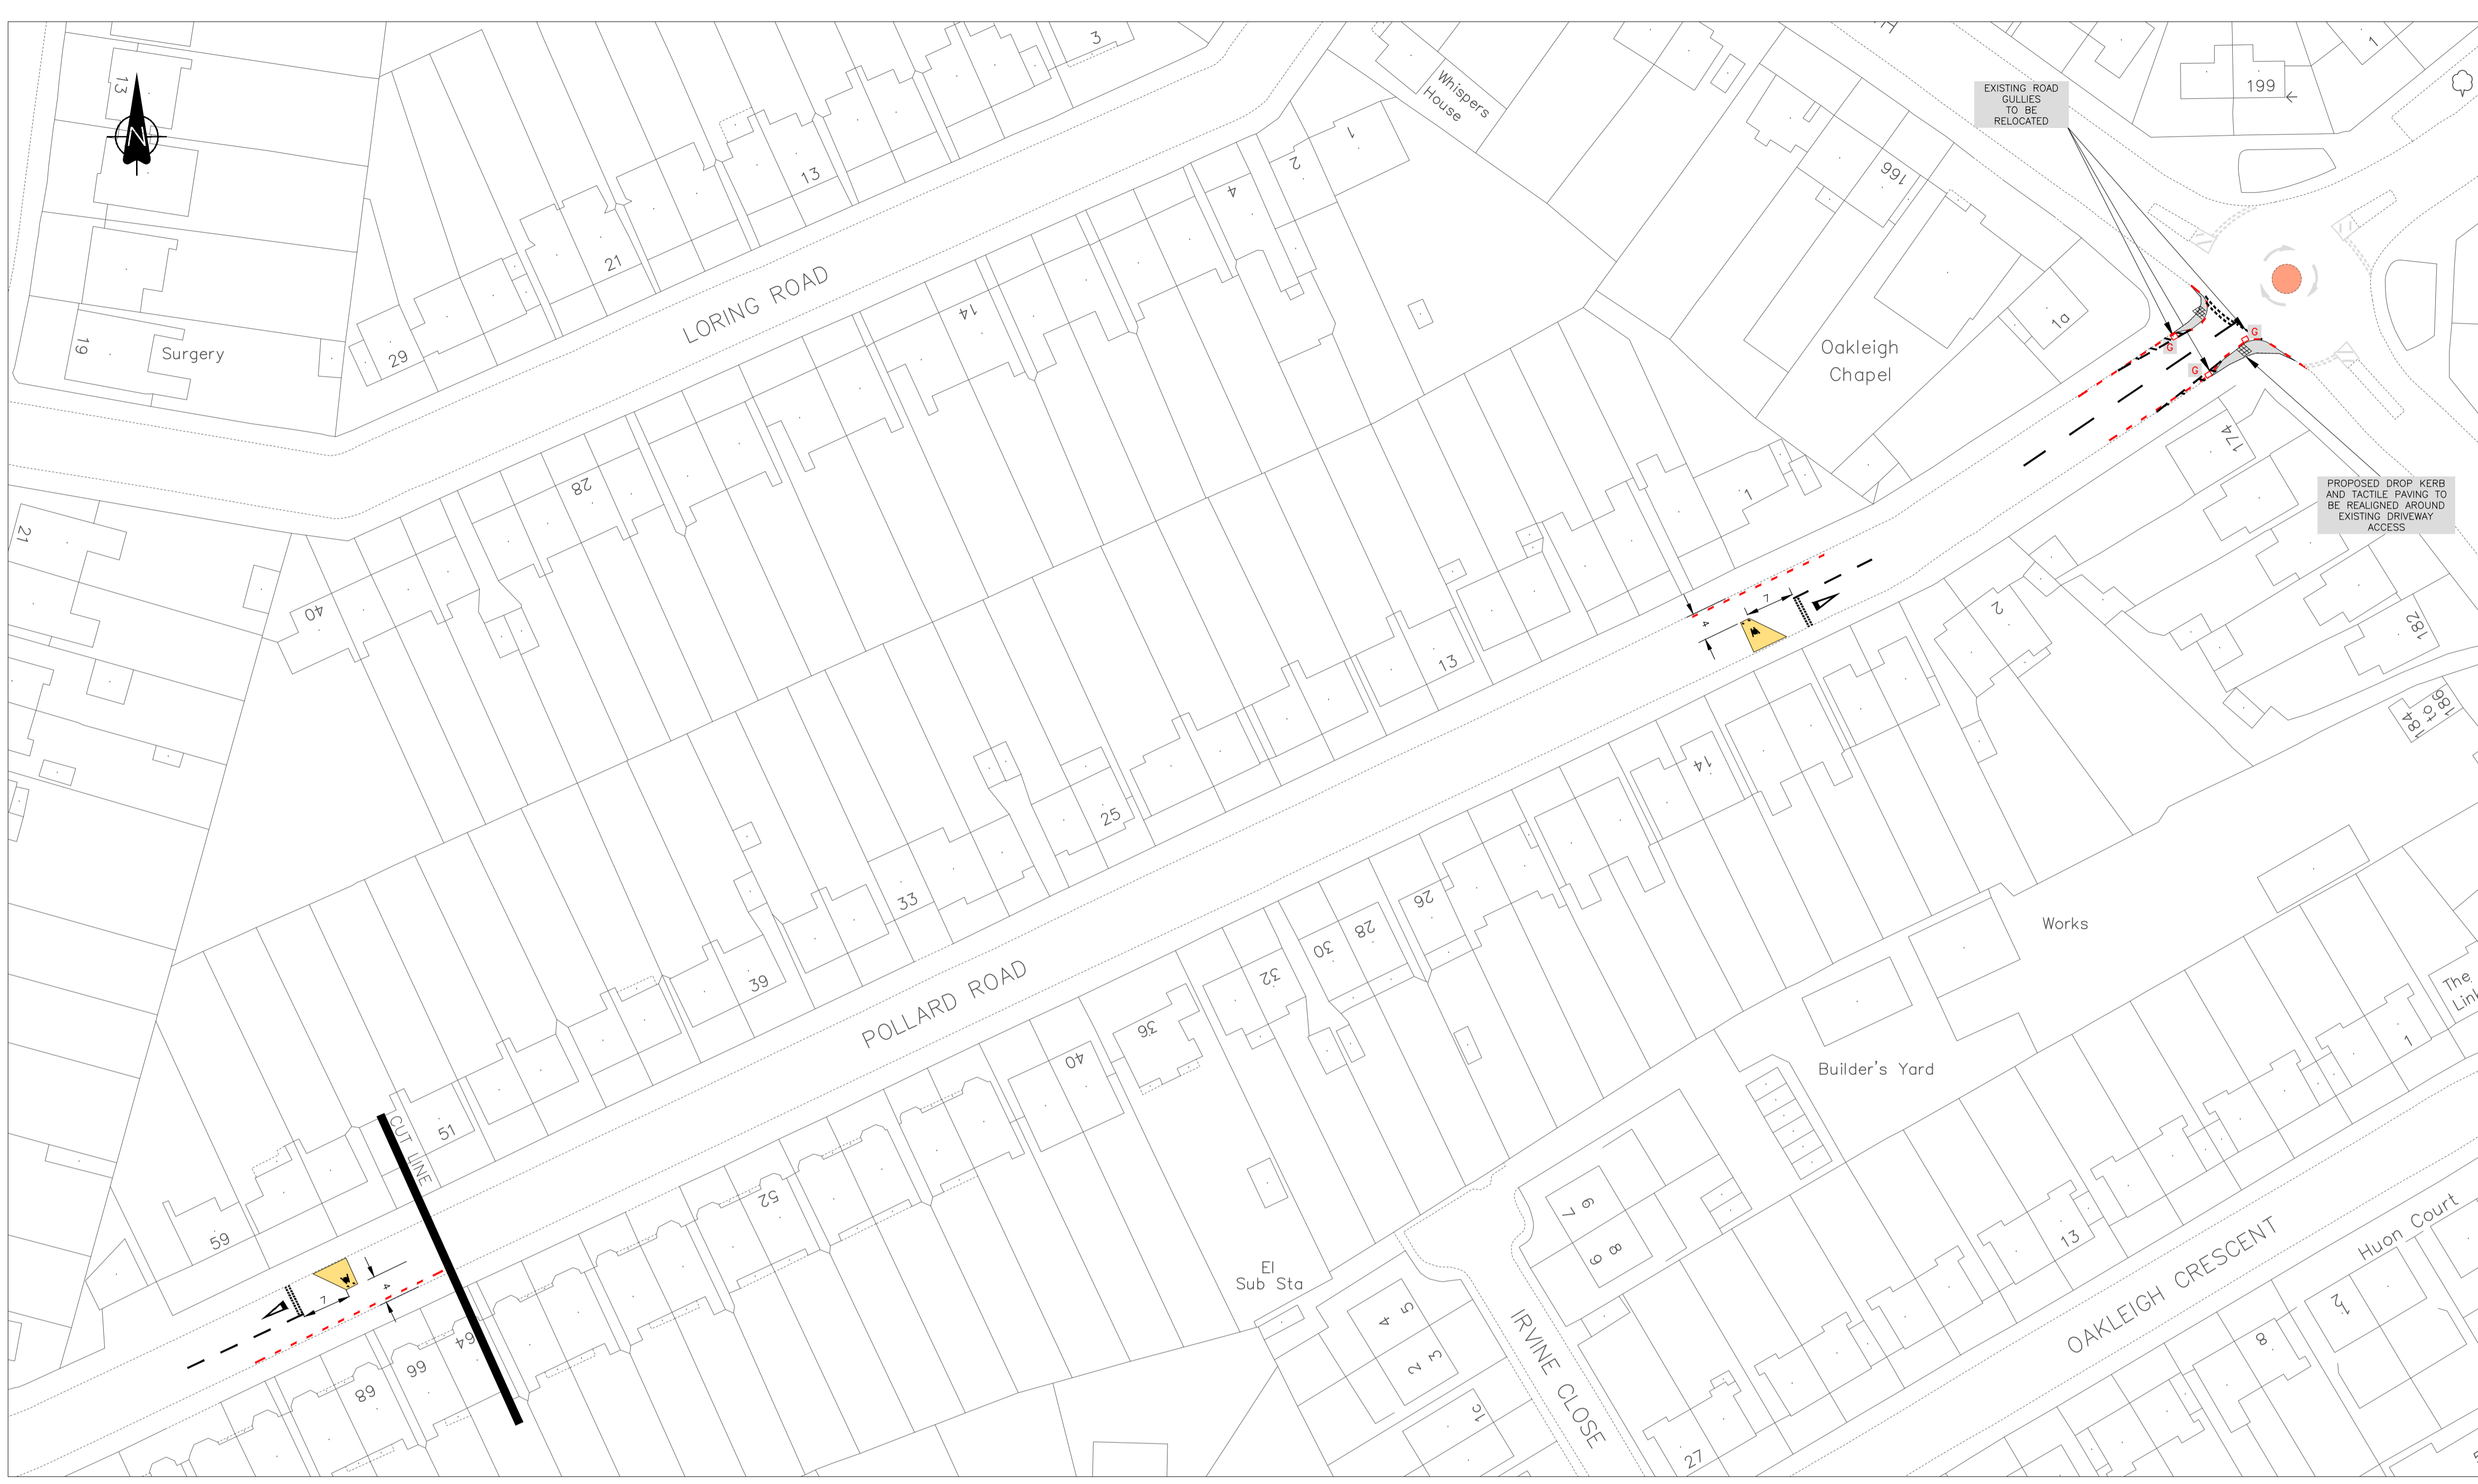 3
Whispers
House
1
199
EXISTING ROAD
GULLIES
TO BE
RELOCATED
13
N
13
1
2
4
166
21
LORING ROAD
14
1a
19
Surgery
29
Oakleigh
Chapel
G
G
G
174
28
1
PROPOSED DROP KERB
AND TACTILE PAVING TO
BE REALIGNED AROUND
EXISTING DRIVEWAY
ACCESS
21
40
7
4
2
182
13
184
to
186
14
25
33
26
28
30
Works
32
39
POLLARD ROAD
The
36
40
1
Builder's Yard
CUT LINE
51
52
6
7
8
9
59
13
Huon Court
El
Sub Sta
OAKLEIGH CRESCENT
4
7
64
66
68
5
4
3
2
IRVINE CLOSE
12
8
1c
27